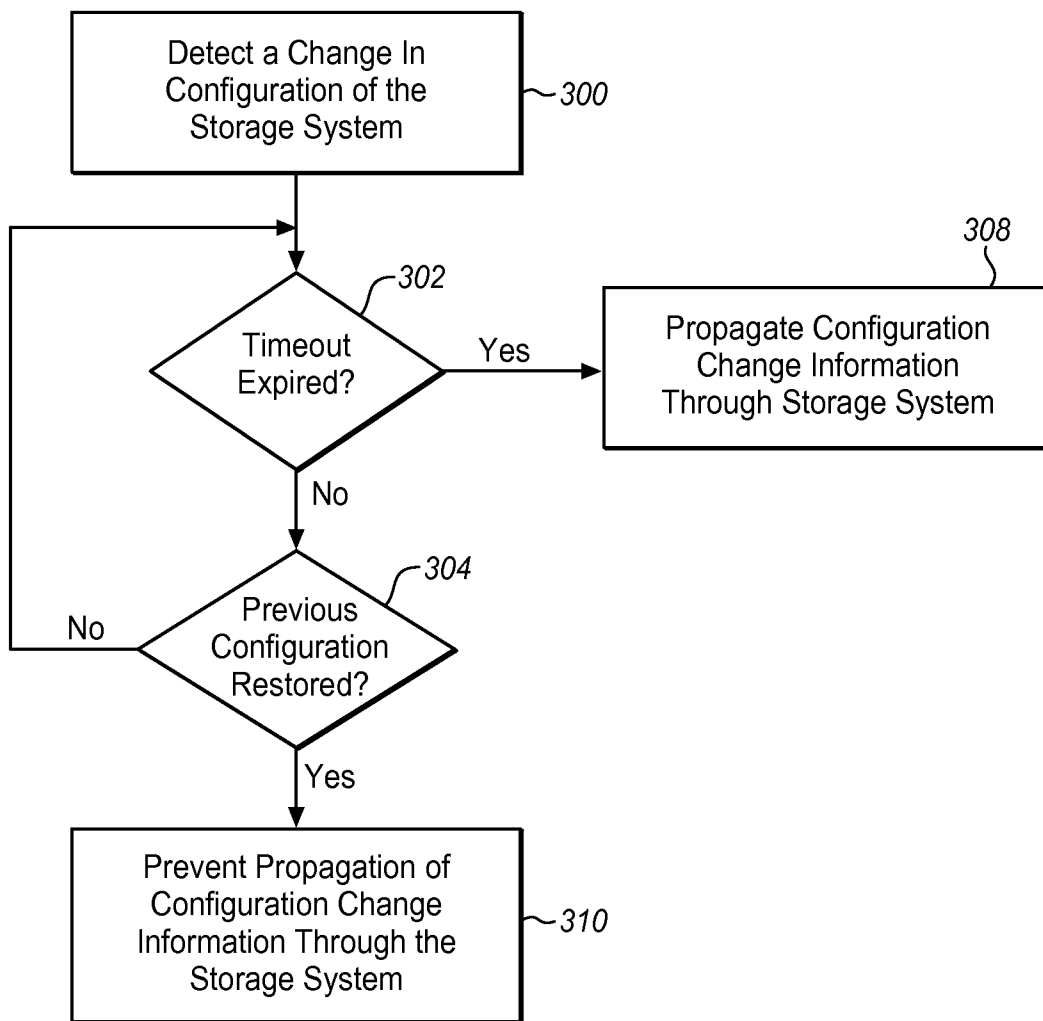 Detect a Change In
Configuration of the
Storage System
300
302
Timeout
Expired?
Yes
308
Propagate Configuration
Change Information
Through Storage System
No
304
Previous
Configuration
Restored?
No
Yes
Prevent Propagation of
Configuration Change
Information Through the
Storage System
310